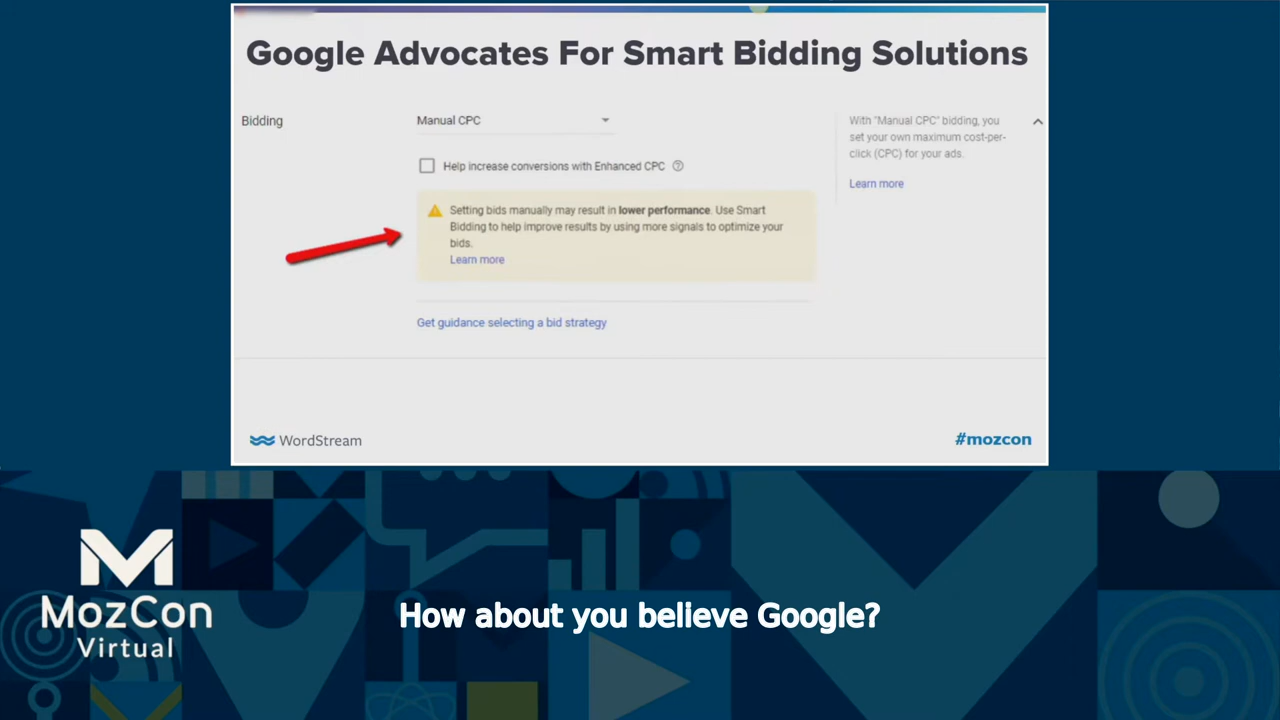 Google Advocates For Smart Bidding Solutions
Bidding
Manual CPC
Help increase conversions with Enhanced CPC
Setting bids manually may result in lower performance. Use Smart
Bidding to help improve results by using more signals to optimize your
bids.
Learn more
Get guidance selecting a bid strategy
With "Manual CPC" bidding, you
set your own maximum cost-per-
click (CPC) for your ads.
Learn more
WordStream
#mozcon
MozCon
Virtual
How about you believe Google?